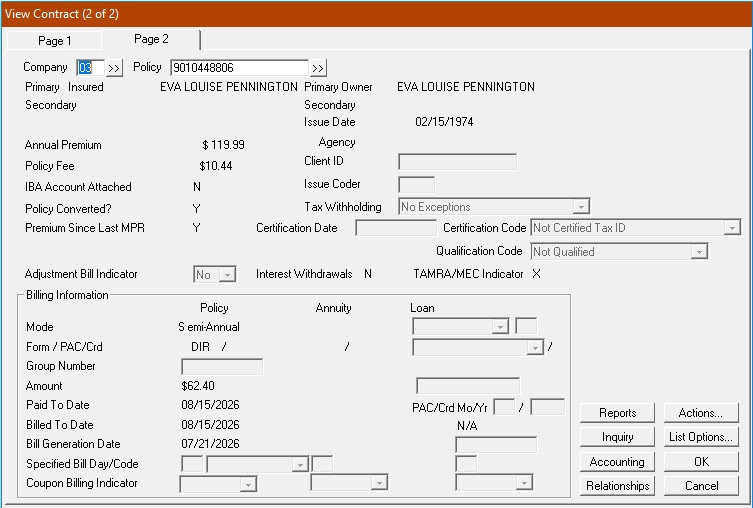 View Contract (2 of 2)
Page 1 Page 2
Company 03 >> Policy 9010448806 >>
Primary Insured EVA LOUISE PENNINGTON Primary Owner EVA LOUISE PENNINGTON
Secondary Secondary
Issue Date 02/15/1974
Annual Premium $ 119.99 Agency
Policy Fee $10.44 Client ID
IBA Account Attached N Issue Coder
Policy Converted? Y Tax Withholding No Exceptions
Premium Since Last MPR Y Certification Date Certification Code Not Certified Tax ID
Qualification Code Not Qualified
Adjustment Bill Indicator No Interest Withdrawals N TAMRA/MEC Indicator X
Billing Information
Policy Annuity Loan
Mode Semi-Annual
Form / PAC/Crd DIR / / /
Group Number
Amount $62.40
Paid To Date 08/15/2026 PAC/Crd Mo/Yr /
Billed To Date 08/15/2026 N/A
Bill Generation Date 07/21/2026
Specified Bill Day/Code
Coupon Billing Indicator
Reports Actions...
Inquiry List Options...
Accounting OK
Relationships Cancel